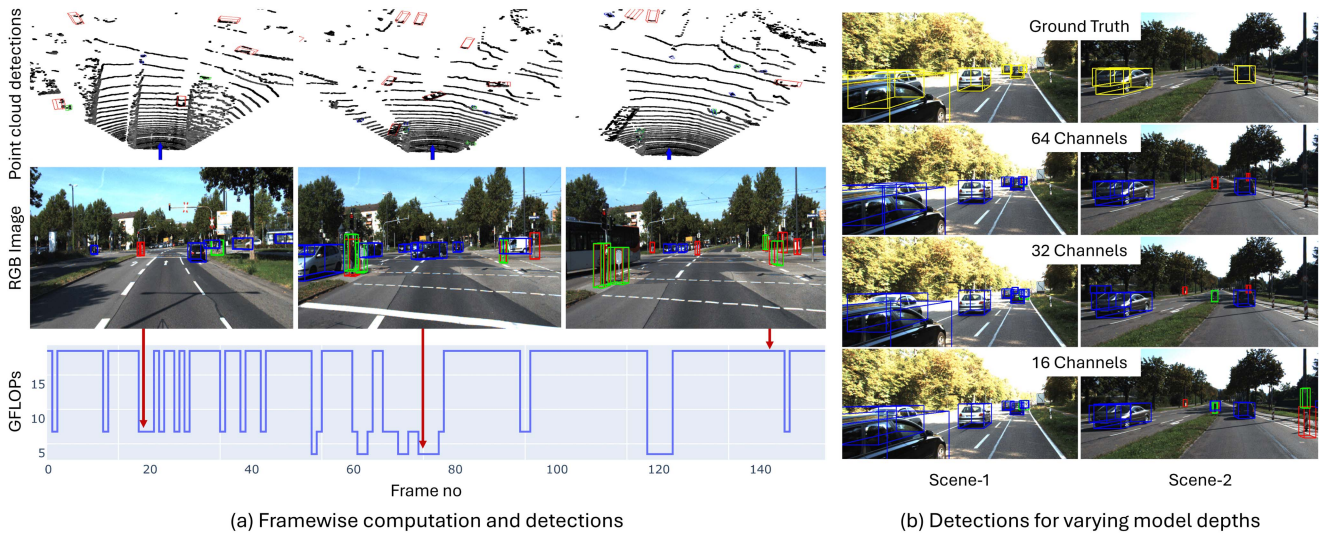 Point cloud detections
RGB Image
GFLOPs
15
10
5
0
20
40
60
80
100
120
140
Frame no
(a) Framewise computation and detections
Ground Truth
64 Channels
32 Channels
16 Channels
Scene-1
Scene-2
(b) Detections for varying model depths